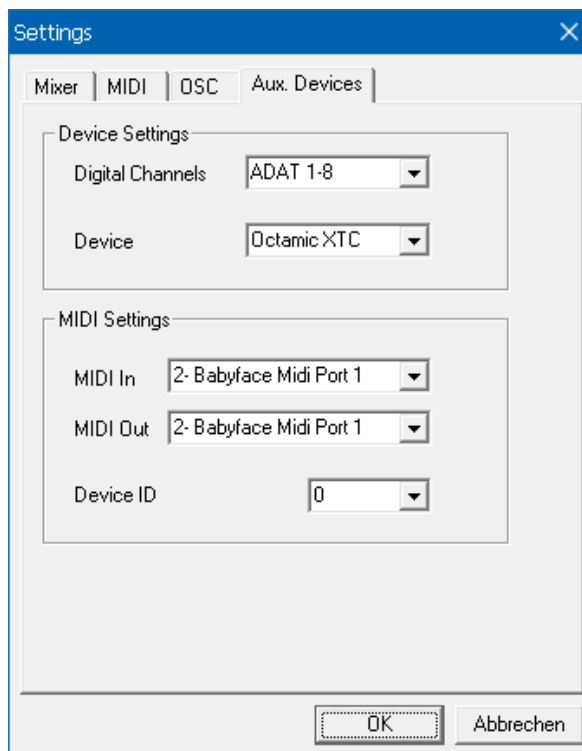 Settings
Mixer MIDI OSC Aux. Devices
Device Settings
Digital Channels ADAT 1-8
Device Octamic XTC
MIDI Settings
MIDI In 2- Babyface Midi Port 1
MIDI Out 2- Babyface Midi Port 1
Device ID 0
OK Abbrechen